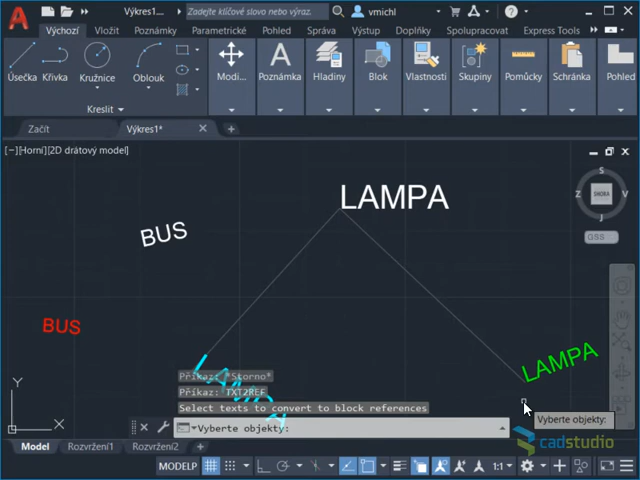 A Výkres1... Zadejte klíčové slovo nebo výraz. vmichl
Výchozí Vložit Poznámky Parametrické Pohled Správa Výstup Doplňky Spolupracovat Express Tools
Úsečka Křivka Kružnice Oblouk Modi... Poznámka Hladiny Blok Vlastnosti Skupiny Pomůcky Schránka Pohled
Kreslit
Začít Výkres1*
[−][Horní][2D drátový model]
S
Z SHORA V
J
GSS
LAMPA
BUS
BUS
LAMPA
LAMPA
Příkaz: *Storno*
Příkaz: TXT2REF
Select texts to convert to block references
Vyberte objekty:
Vyberte objekty:
Y
X
cadstudio
Model Rozvržení1 Rozvržení2 +
MODELP 1:1